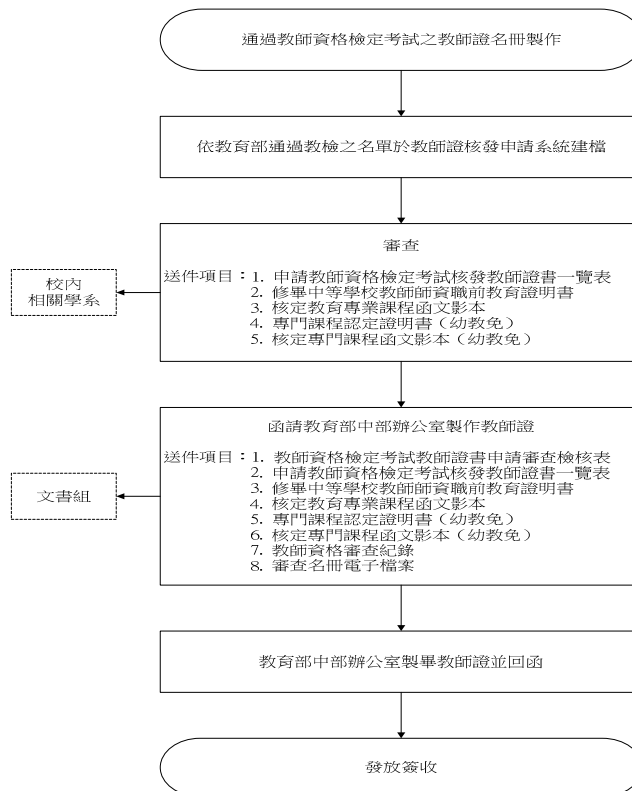 通過教師資格檢定考試之教師證名冊製作
依教育部通過教檢之名單於教師證核發申請系統建檔
審查
送件項目：1. 申請教師資格檢定考試核發教師證書一覽表
2. 修畢中等學校教師師資職前教育證明書
3. 核定教育專業課程函文影本
4. 專門課程認定證明書（幼教免）
5. 核定專門課程函文影本（幼教免）
校內
相關學系
函請教育部中部辦公室製作教師證
送件項目：1. 教師資格檢定考試教師證書申請審查檢核表
2. 申請教師資格檢定考試核發教師證書一覽表
3. 修畢中等學校教師師資職前教育證明書
4. 核定教育專業課程函文影本
5. 專門課程認定證明書（幼教免）
6. 核定專門課程函文影本（幼教免）
7. 教師資格審查紀錄
8. 審查名冊電子檔案
文書組
教育部中部辦公室製畢教師證並回函
發放簽收